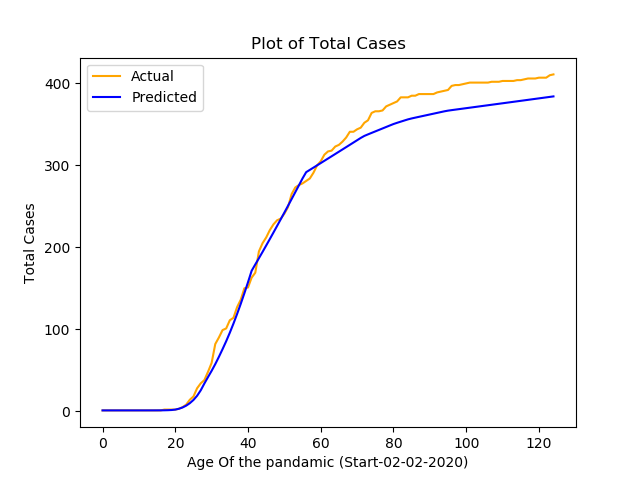 Plot of Total Cases
Actual
Predicted
400
300
200
100
0
Total Cases
0 20 40 60 80 100 120
Age Of the pandamic (Start-02-02-2020)